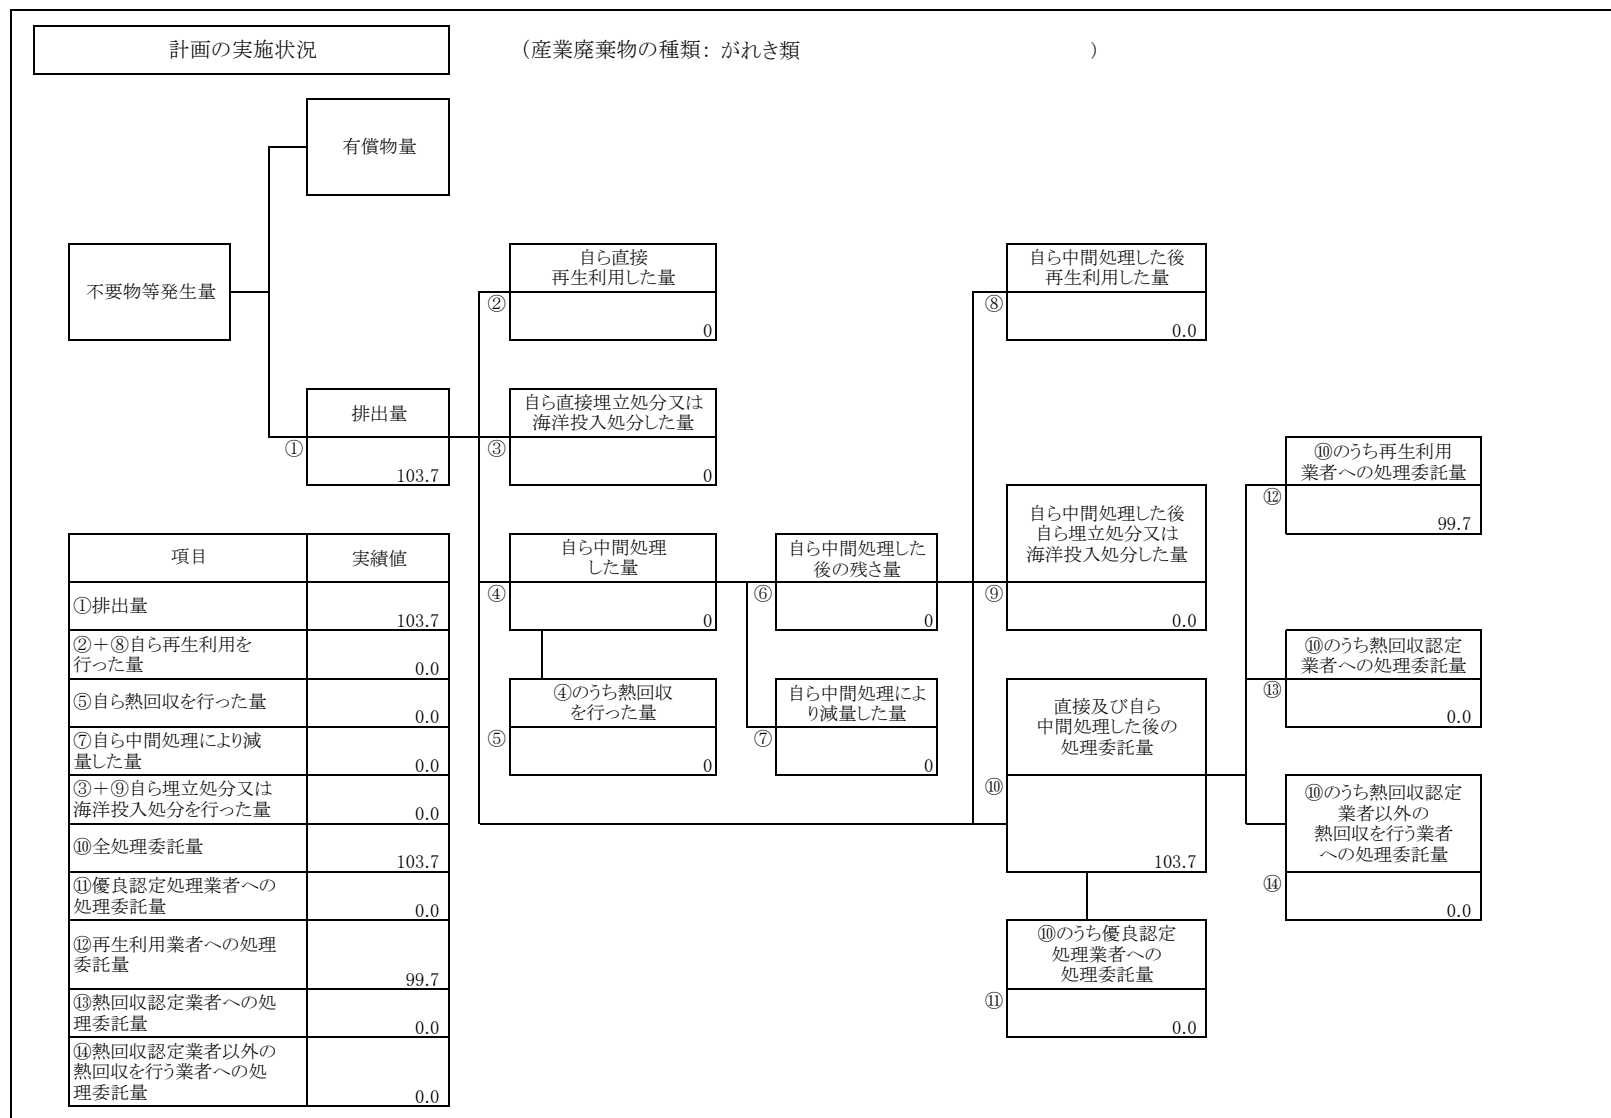 計画の実施状況
（産業廃棄物の種類：がれき類　　　　　　　　　　　　　　　）
有償物量
不要物等発生量
排出量
①
103.7
自ら直接
再生利用した量
②
0
自ら直接埋立処分又は
海洋投入処分した量
③
0
自ら中間処理
した量
④
0
④のうち熱回収
を行った量
⑤
0
自ら中間処理した
後の残さ量
⑥
0
自ら中間処理によ
り減量した量
⑦
0
自ら中間処理した後
再生利用した量
⑧
0.0
自ら中間処理した後
自ら埋立処分又は
海洋投入処分した量
⑨
0.0
直接及び自ら
中間処理した後の
処理委託量
⑩
103.7
⑩のうち優良認定
処理業者への
処理委託量
⑪
0.0
⑩のうち再生利用
業者への処理委託量
⑫
99.7
⑩のうち熱回収認定
業者への処理委託量
⑬
0.0
⑩のうち熱回収認定
業者以外の
熱回収を行う業者
への処理委託量
⑭
0.0
項目 実績値
①排出量
103.7
②＋⑧自ら再生利用を
行った量
0.0
⑤自ら熱回収を行った量
0.0
⑦自ら中間処理により減
量した量
0.0
③＋⑨自ら埋立処分又は
海洋投入処分を行った量
0.0
⑩全処理委託量
103.7
⑪優良認定処理業者への
処理委託量
0.0
⑫再生利用業者への処理
委託量
99.7
⑬熱回収認定業者への処
理委託量
0.0
⑭熱回収認定業者以外の
熱回収を行う業者への処
理委託量
0.0